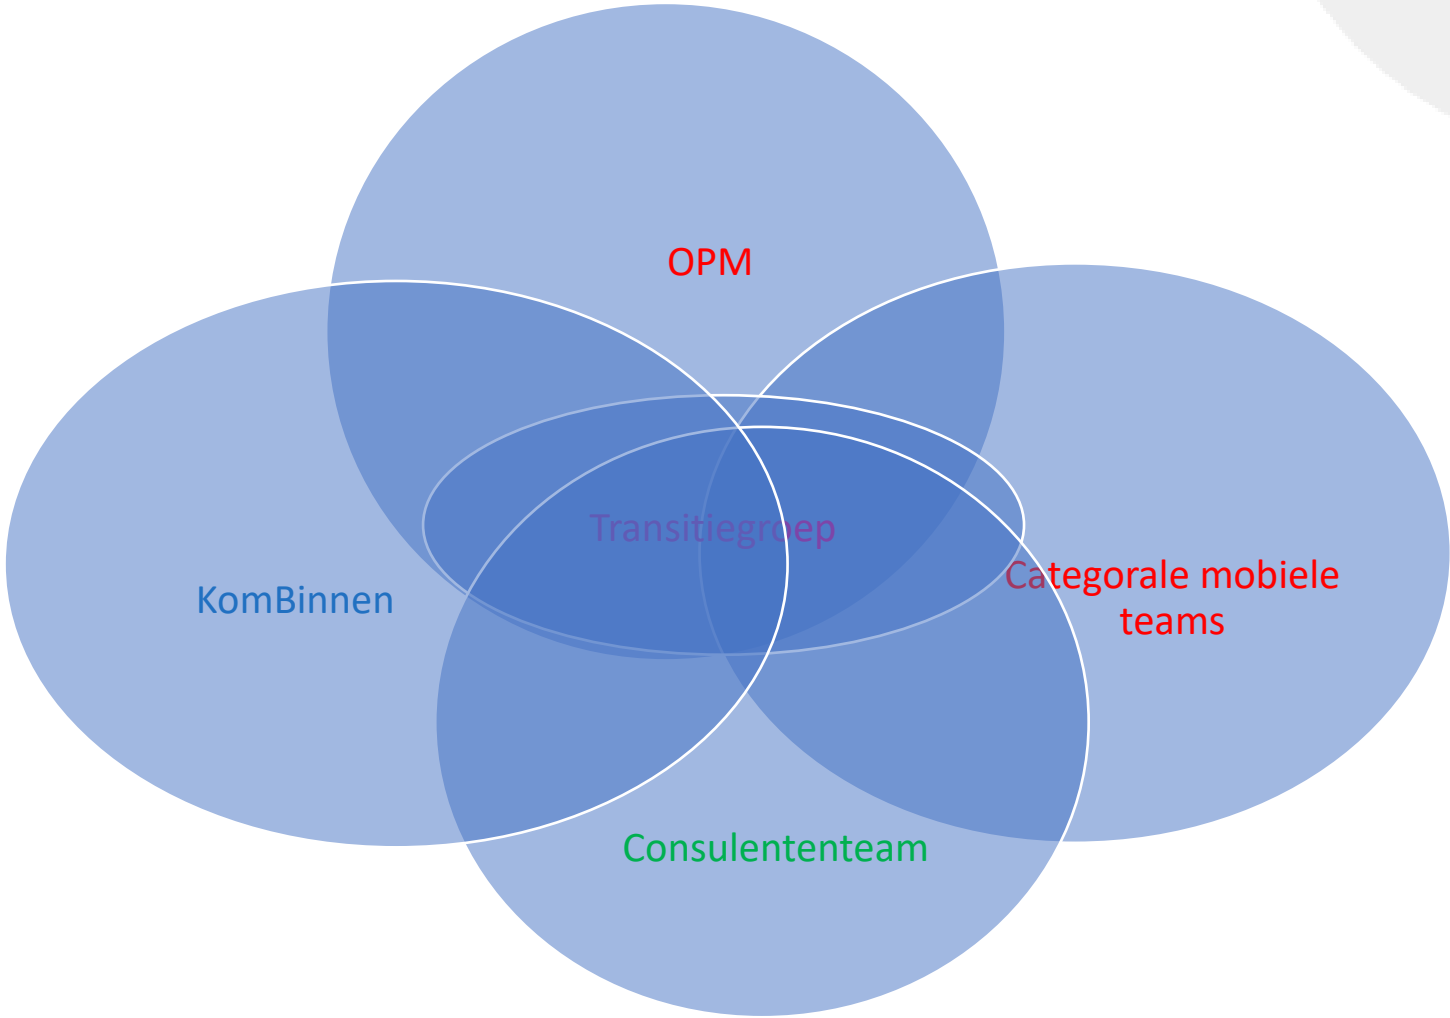 OPM
Transitiegroep
KomBinnen
Categorale mobiele
teams
Consulententeam